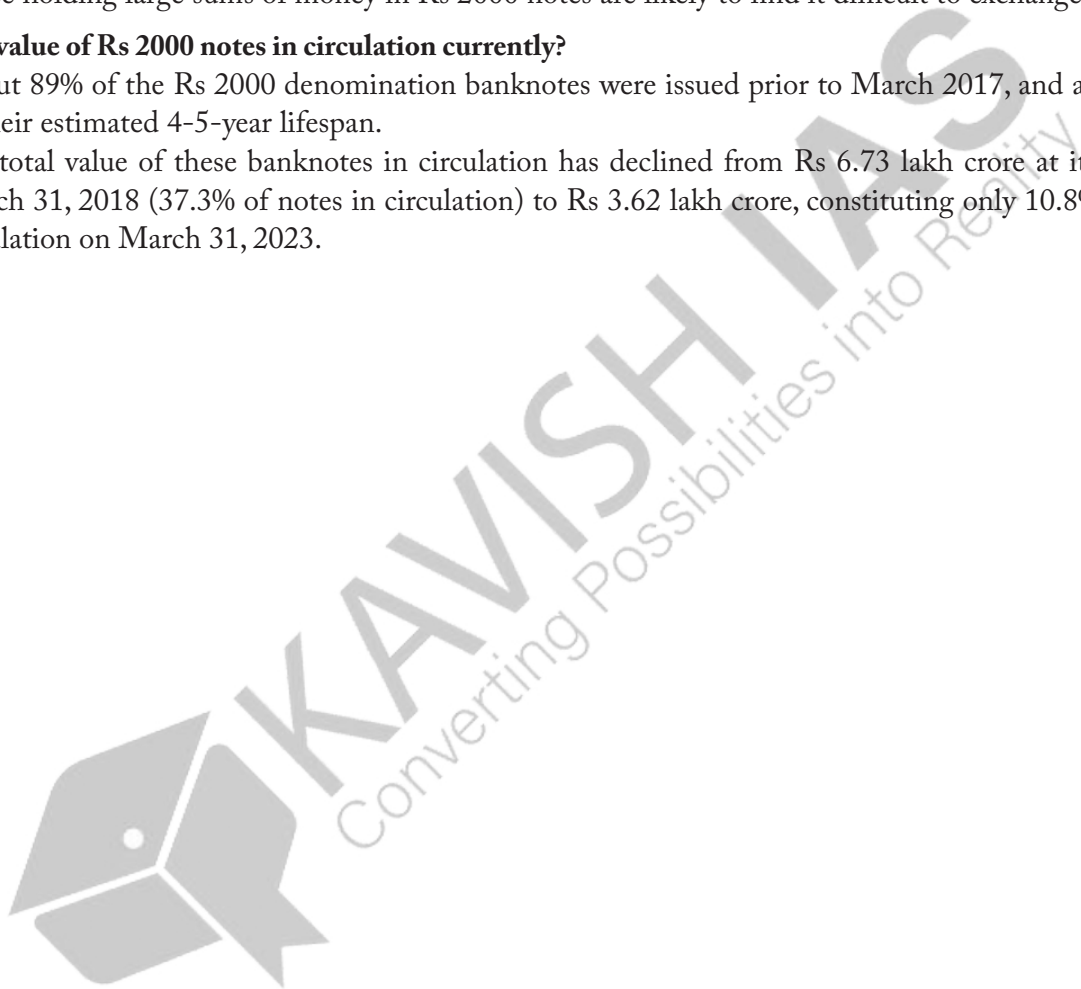 holding large sums of money in Rs 2000 notes are likely to find it difficult to exchange
value of Rs 2000 notes in circulation currently?
ut 89% of the Rs 2000 denomination banknotes were issued prior to March 2017, and a
eir estimated 4-5-year lifespan.
total value of these banknotes in circulation has declined from Rs 6.73 lakh crore at it
ch 31, 2018 (37.3% of notes in circulation) to Rs 3.62 lakh crore, constituting only 10.8%
ulation on March 31, 2023.
KAVISH IAS
Converting Possibilities into Reality